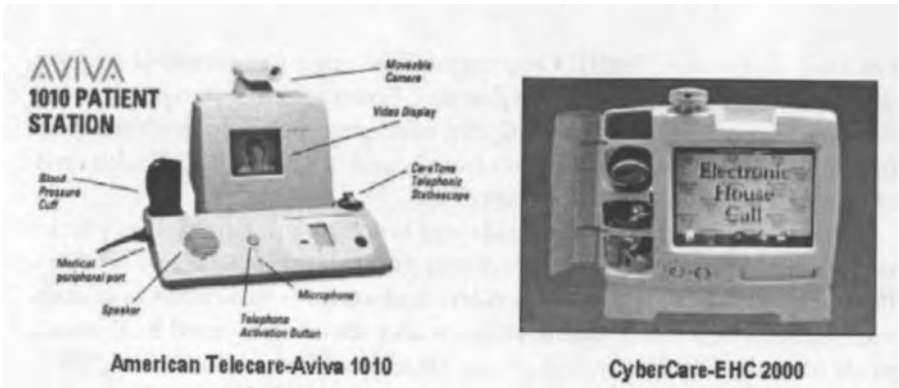 AVIVA
1010 PATIENT
STATION
Moveable
Camera
Video Display
CareTone
Telephonic
Stethoscope
Blood
Pressure
Cuff
Medical
peripheral port
Speaker
Microphone
Telephone
Activation Button
American Telecare-Aviva 1010
Electronic
House
Call
CyberCare-EHC 2000